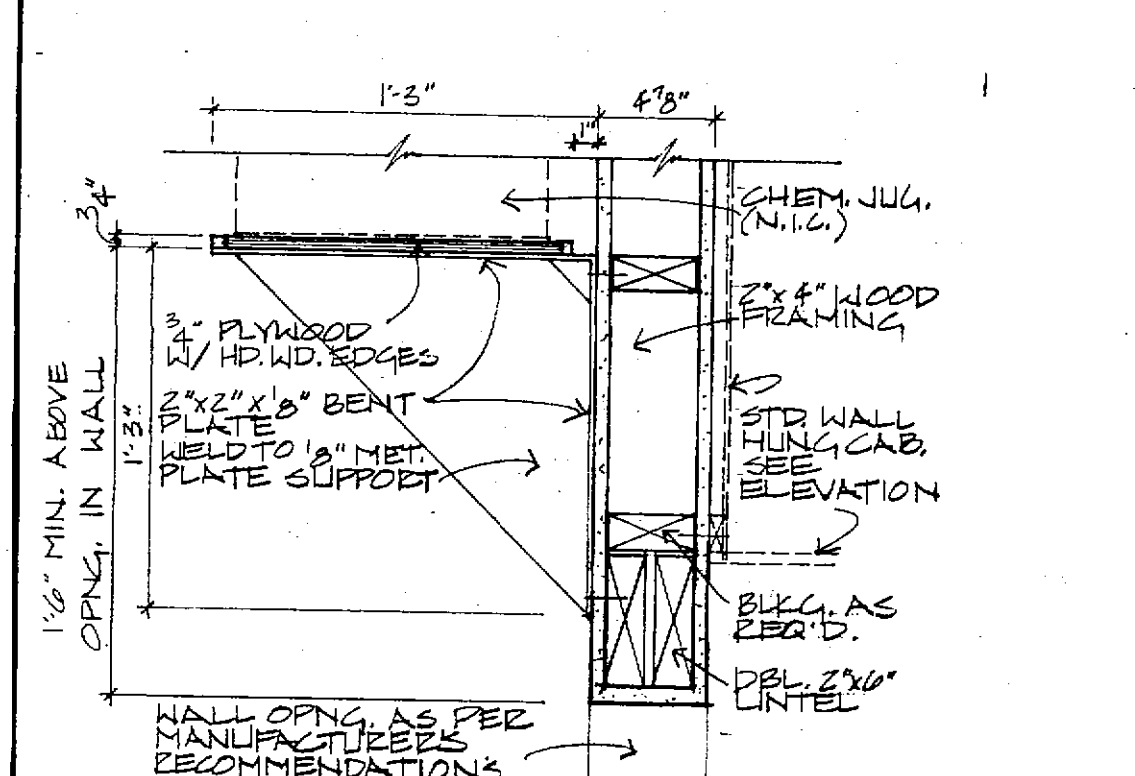 1'-3"
4 7/8"
1"
3/4"
CHEM. JUG.
(N.I.C.)
2"x4" WOOD
FRAMING
3/4" PLYWOOD
W/ HD.WD. EDGES
2"x2"x1/8" BENT
PLATE
WELD TO 1/8" MET.
PLATE SUPPORT
1'-6" MIN. ABOVE
OPNG. IN WALL
1'-3"
STD. WALL
HUNG CAB.
SEE
ELEVATION
BLKG. AS
REQ'D.
DBL. 2"x6"
LINTEL
WALL OPNG. AS PER
MANUFACTURERS
RECOMMENDATIONS